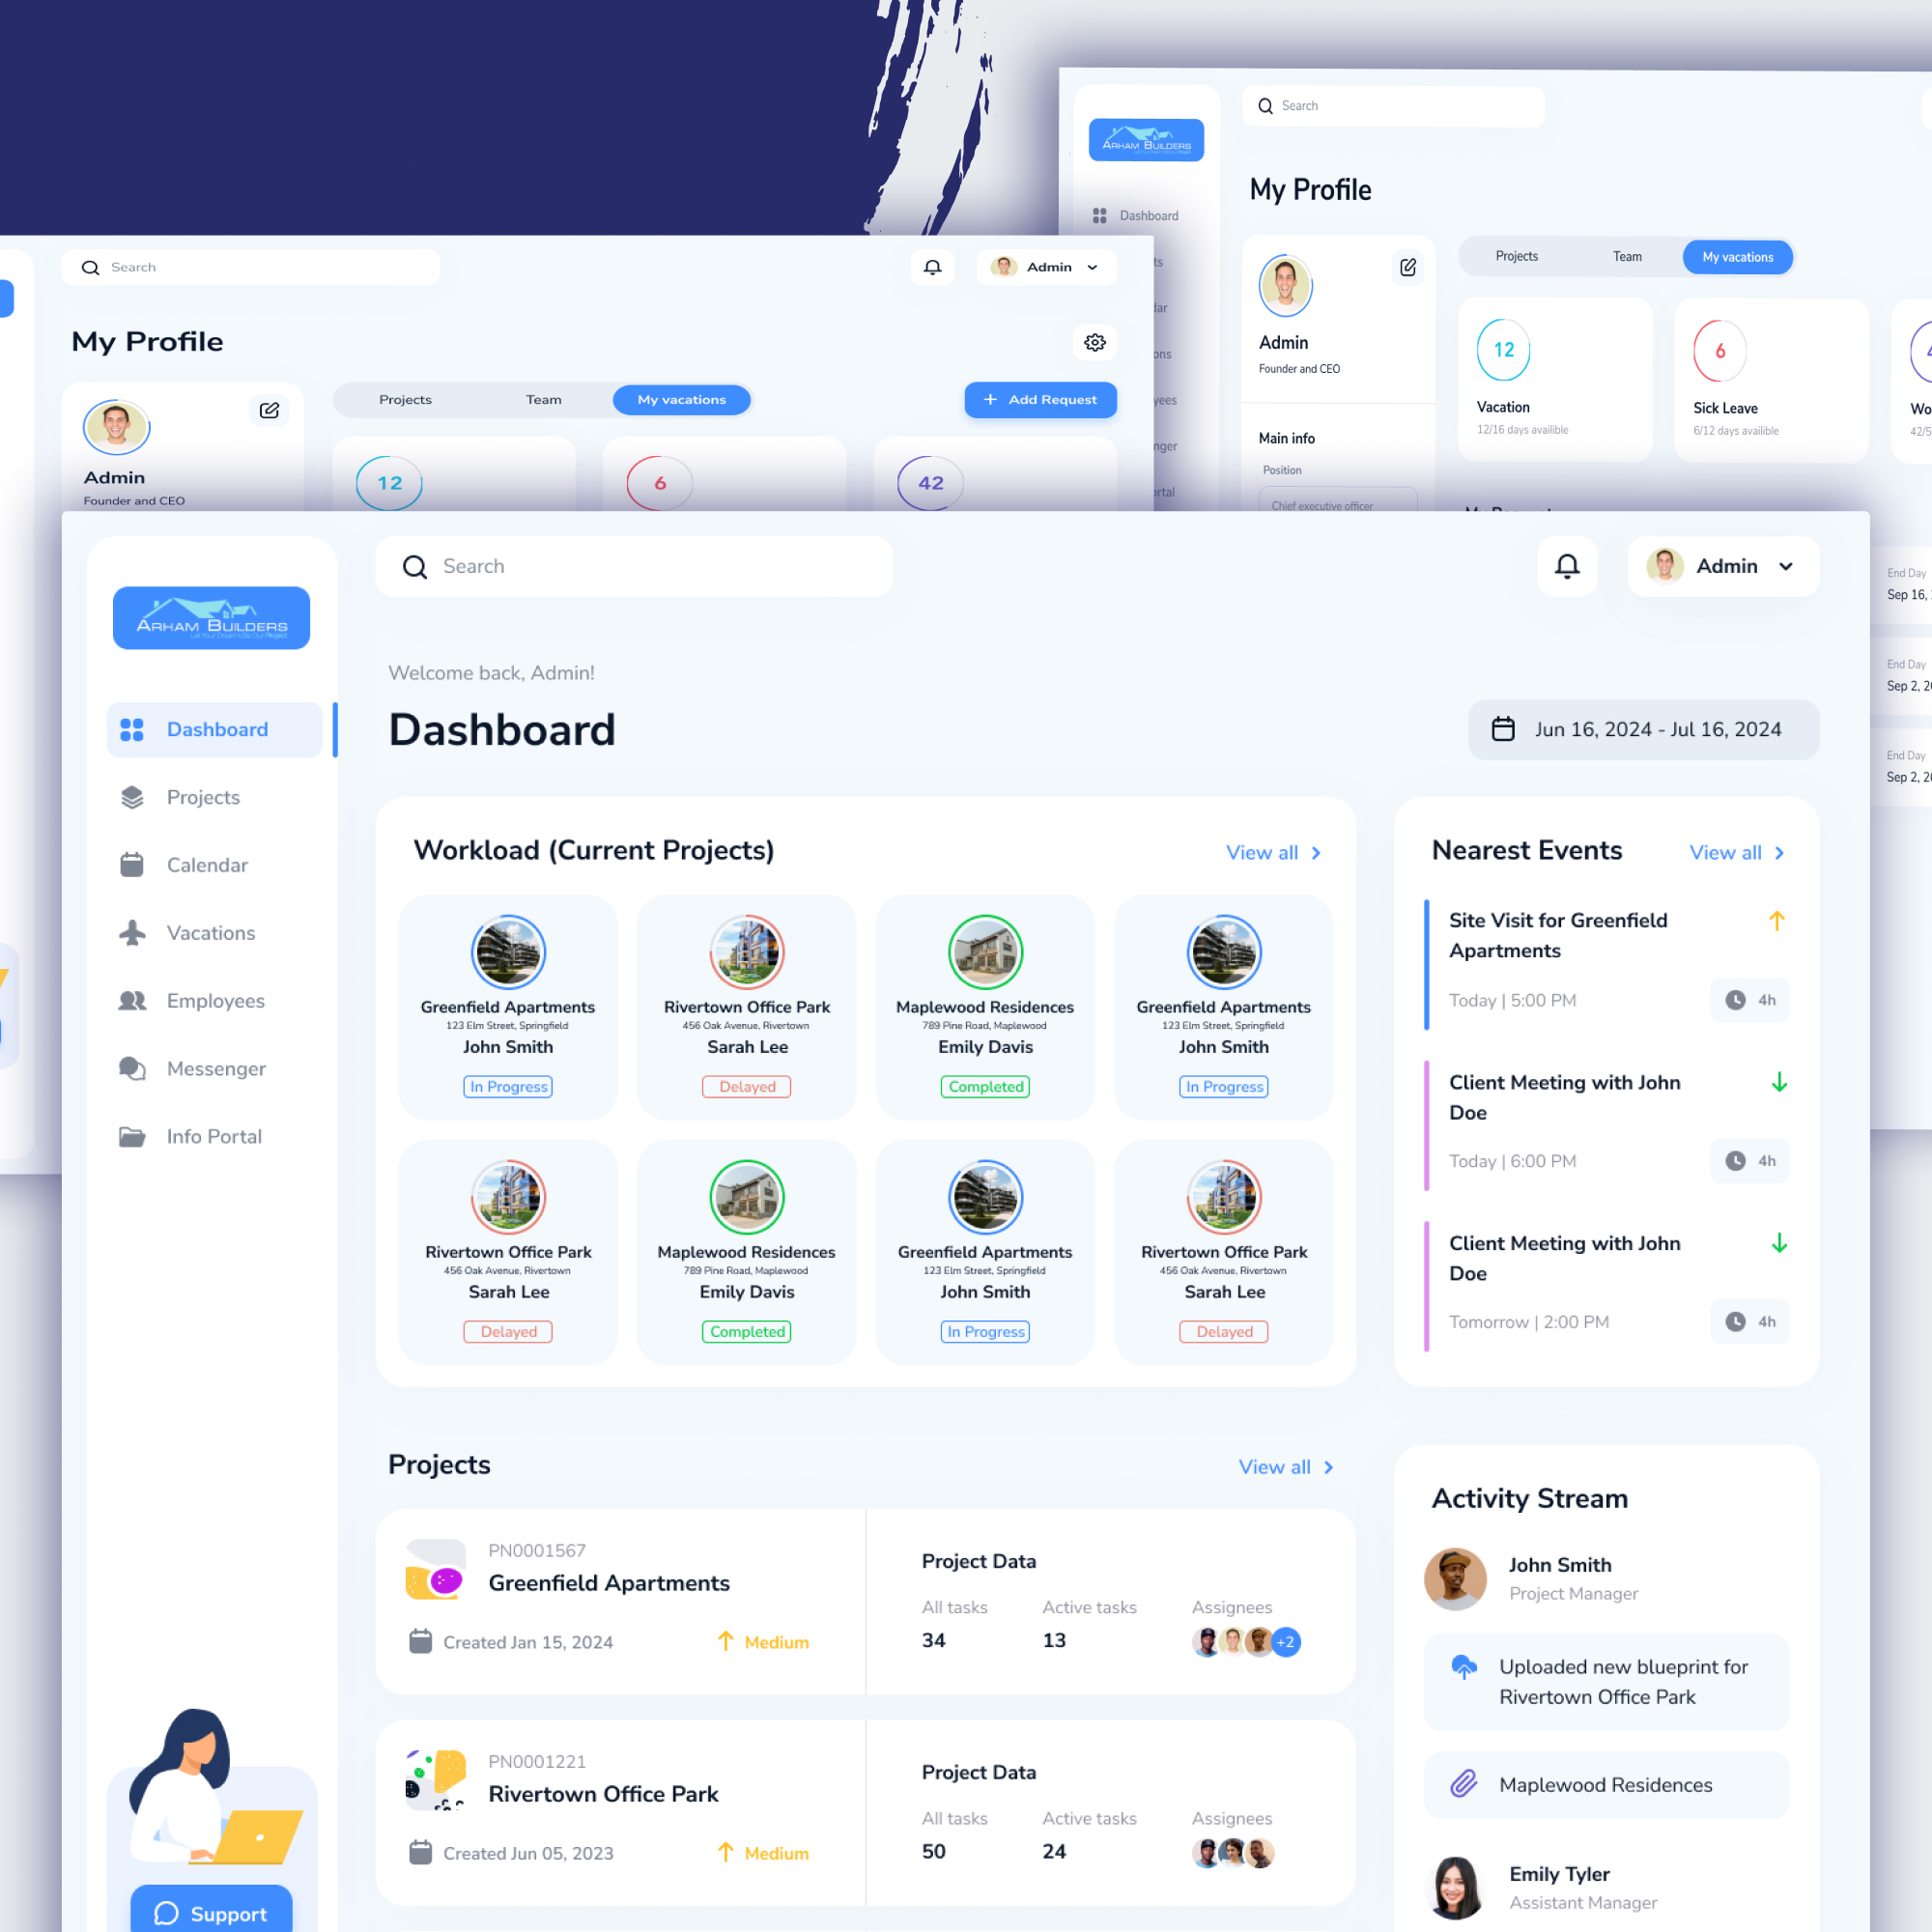 Search
ARHAM BUILDERS
My Profile
Dashboard
Projects
Team
My vacations
Admin
Founder and CEO
12
6
Vacation
12/16 days availible
Sick Leave
6/12 days availible
Main info
Position
Chief executive officer
End Day
Sep 16,
End Day
Sep 2, 2
End Day
Sep 2, 2
Search
Admin
My Profile
Projects
Team
My vacations
+ Add Request
Admin
Founder and CEO
12
6
42
ARHAM BUILDERS
Let Your Dreams Be Our Project
Search
Admin
Dashboard
Projects
Calendar
Vacations
Employees
Messenger
Info Portal
Support
Welcome back, Admin!
Dashboard
Jun 16, 2024 - Jul 16, 2024
Workload (Current Projects)
View all
Greenfield Apartments
123 Elm Street, Springfield
John Smith
In Progress
Rivertown Office Park
456 Oak Avenue, Rivertown
Sarah Lee
Delayed
Maplewood Residences
789 Pine Road, Maplewood
Emily Davis
Completed
Greenfield Apartments
123 Elm Street, Springfield
John Smith
In Progress
Rivertown Office Park
456 Oak Avenue, Rivertown
Sarah Lee
Delayed
Maplewood Residences
789 Pine Road, Maplewood
Emily Davis
Completed
Greenfield Apartments
123 Elm Street, Springfield
John Smith
In Progress
Rivertown Office Park
456 Oak Avenue, Rivertown
Sarah Lee
Delayed
Nearest Events
View all
Site Visit for Greenfield
Apartments
Today | 5:00 PM
4h
Client Meeting with John
Doe
Today | 6:00 PM
4h
Client Meeting with John
Doe
Tomorrow | 2:00 PM
4h
Projects
View all
PN0001567
Greenfield Apartments
Created Jan 15, 2024
Medium
Project Data
All tasks
Active tasks
Assignees
34
13
+2
PN0001221
Rivertown Office Park
Created Jun 05, 2023
Medium
Project Data
All tasks
Active tasks
Assignees
50
24
Activity Stream
John Smith
Project Manager
Uploaded new blueprint for
Rivertown Office Park
Maplewood Residences
Emily Tyler
Assistant Manager